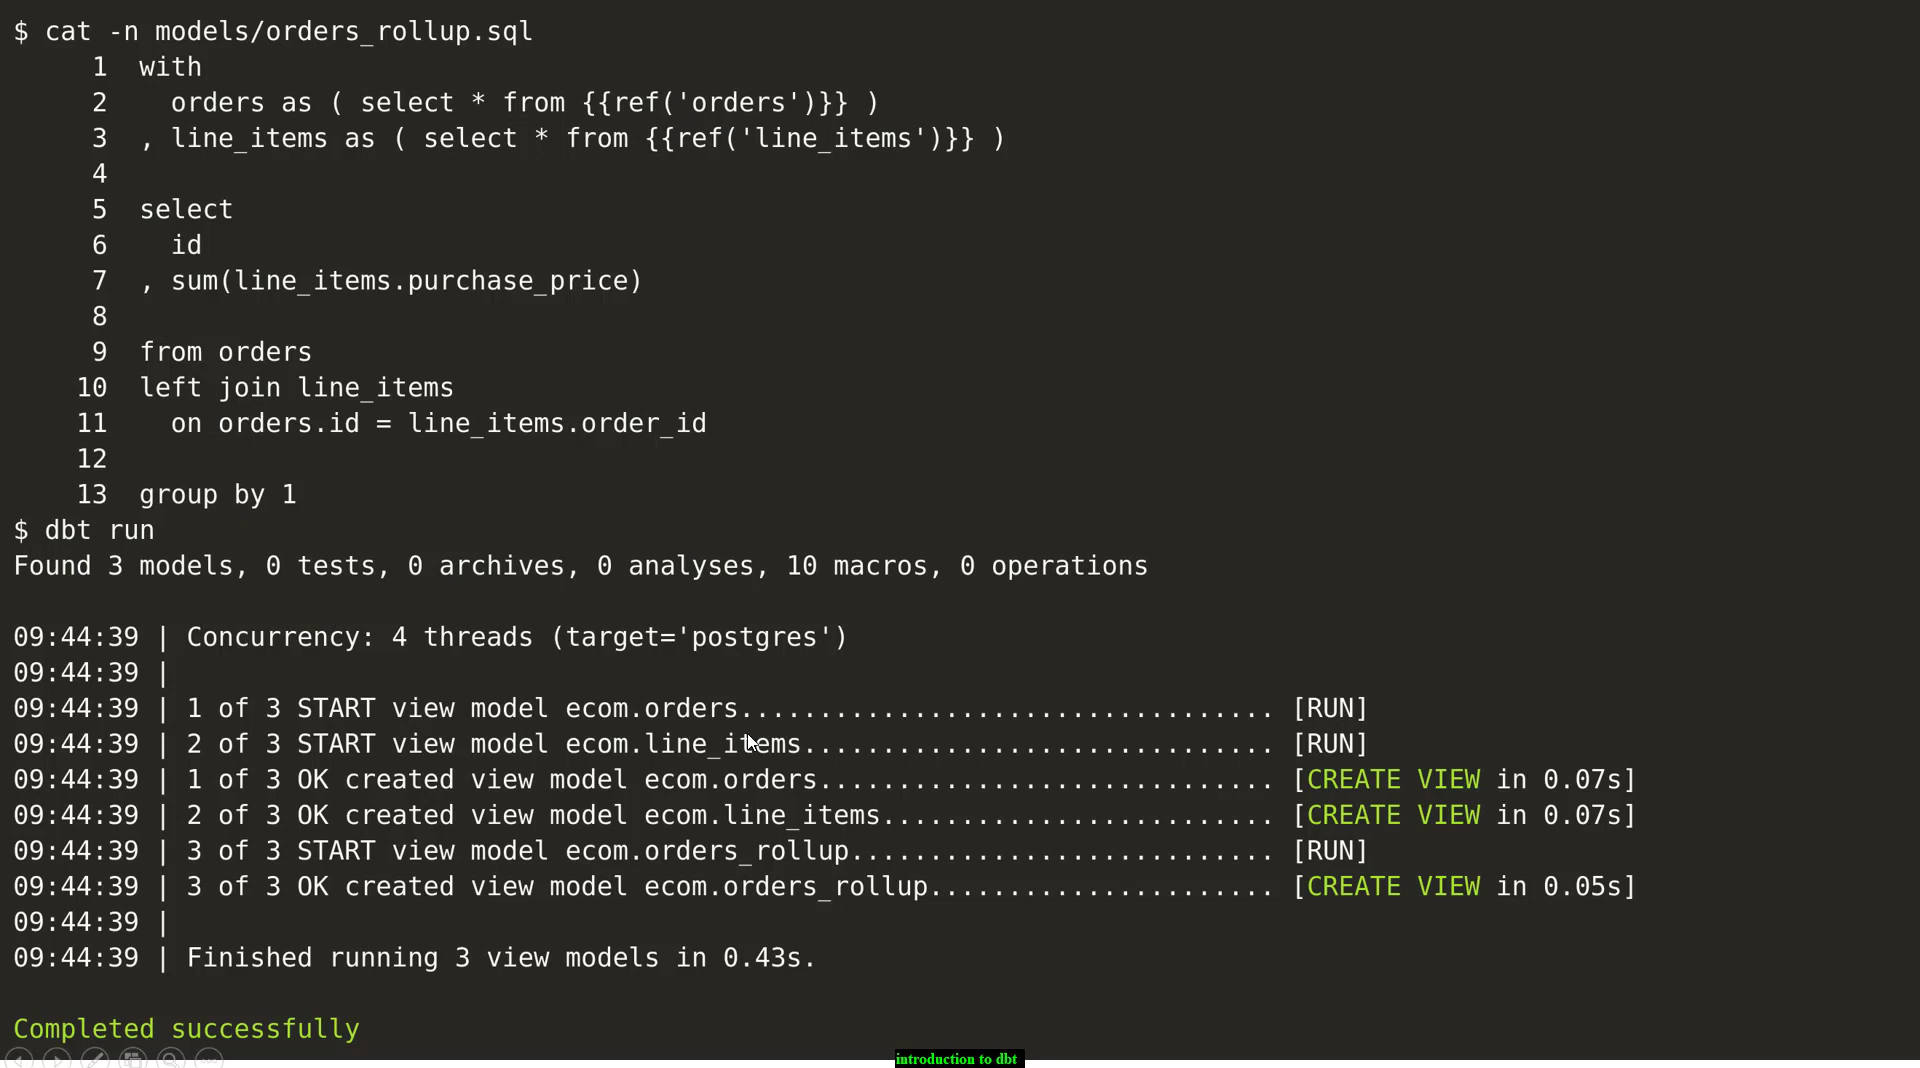 $ cat -n models/orders_rollup.sql
     1  with
     2    orders as ( select * from {{ref('orders')}} )
     3  , line_items as ( select * from {{ref('line_items')}} )
     4
     5  select
     6    id
     7  , sum(line_items.purchase_price)
     8
     9  from orders
    10  left join line_items
    11    on orders.id = line_items.order_id
    12
    13  group by 1
$ dbt run
Found 3 models, 0 tests, 0 archives, 0 analyses, 10 macros, 0 operations
09:44:39 | Concurrency: 4 threads (target='postgres')
09:44:39 |
09:44:39 | 1 of 3 START view model ecom.orders.................................. [RUN]
09:44:39 | 2 of 3 START view model ecom.line_items.............................. [RUN]
09:44:39 | 1 of 3 OK created view model ecom.orders............................. [CREATE VIEW in 0.07s]
09:44:39 | 2 of 3 OK created view model ecom.line_items......................... [CREATE VIEW in 0.07s]
09:44:39 | 3 of 3 START view model ecom.orders_rollup........................... [RUN]
09:44:39 | 3 of 3 OK created view model ecom.orders_rollup...................... [CREATE VIEW in 0.05s]
09:44:39 |
09:44:39 | Finished running 3 view models in 0.43s.
Completed successfully
introduction to dbt